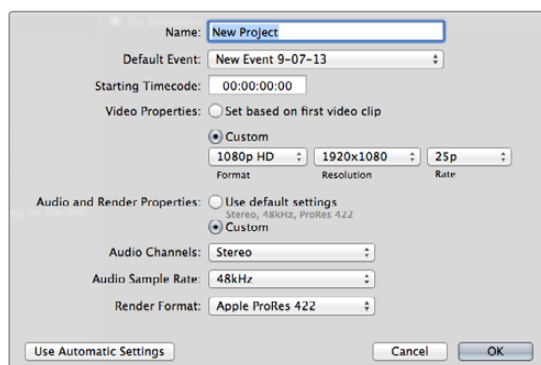 Name: New Project
Default Event: New Event 9-07-13
Starting Timecode: 00:00:00:00
Video Properties: Set based on first video clip
Custom
1080p HD 1920x1080 25p
Format Resolution Rate
Audio and Render Properties: Use default settings
Stereo, 48kHz, ProRes 422
Custom
Audio Channels: Stereo
Audio Sample Rate: 48kHz
Render Format: Apple ProRes 422
Use Automatic Settings Cancel OK